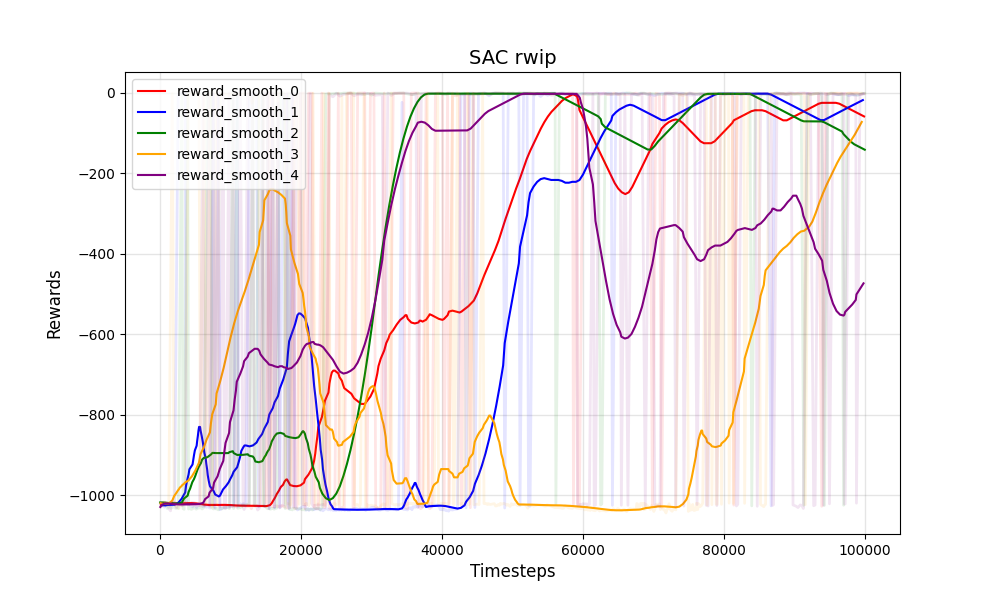 SAC rwip
reward_smooth_0
reward_smooth_1
reward_smooth_2
reward_smooth_3
reward_smooth_4
0
−200
−400
−600
−800
−1000
Rewards
0 20000 40000 60000 80000 100000
Timesteps